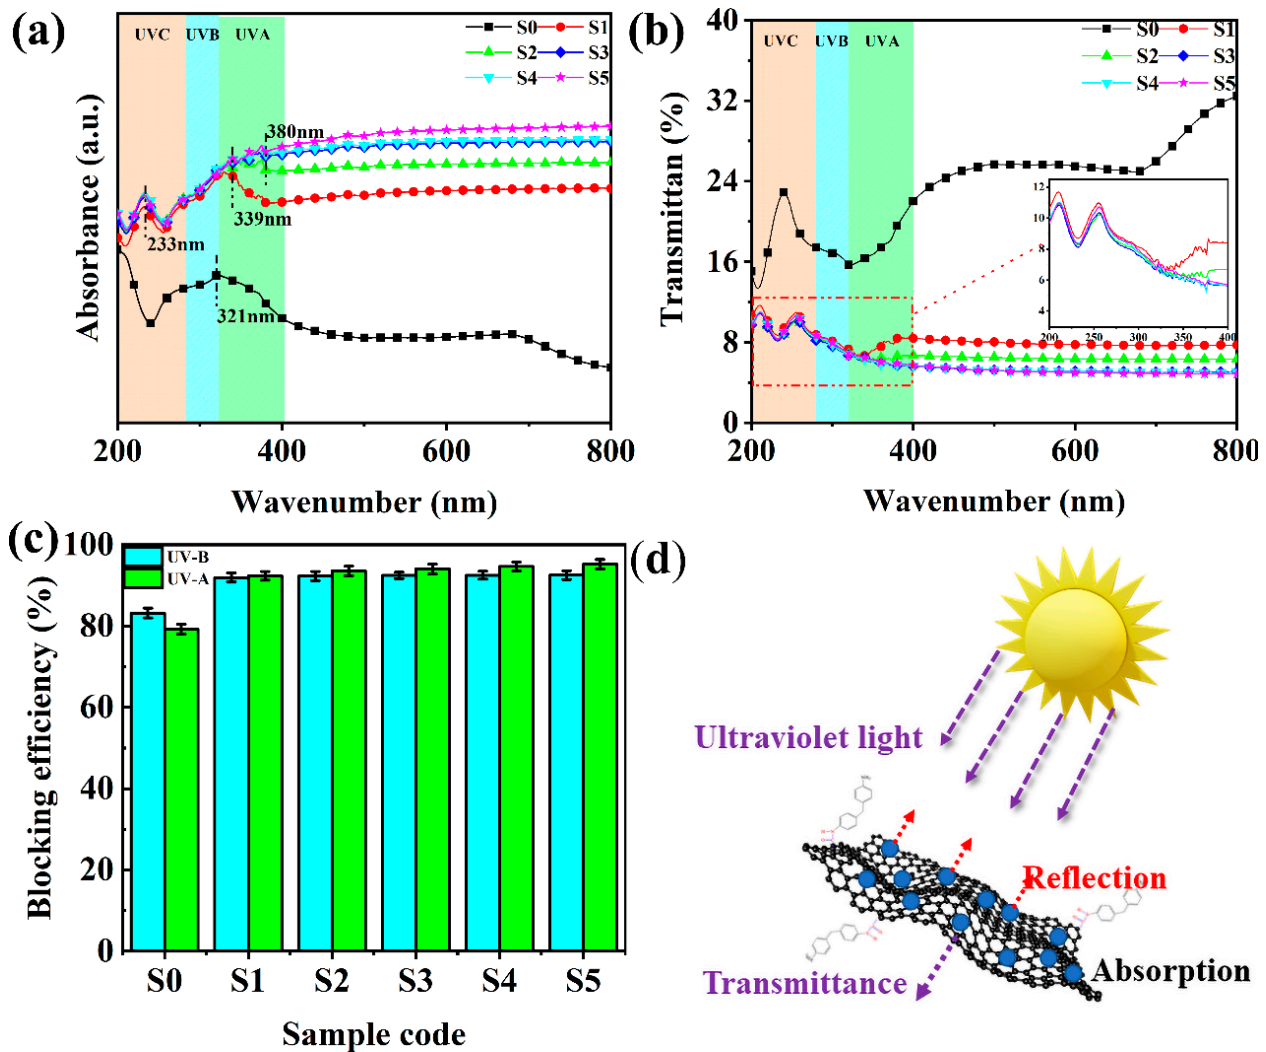 (a)
UVC UVB UVA
S0 S1
S2 S3
S4 S5
380nm
339nm
233nm
321nm
Absorbance (a.u.)
200 400 600 800
Wavenumber (nm)
(b)
UVC UVB UVA
S0 S1
S2 S3
S4 S5
Transmittan (%)
40
32
24
16
8
0
12
10
8
6
4
200 250 300 350 400
200 400 600 800
Wavenumber (nm)
(c)
UV-B
UV-A
Blocking efficiency (%)
100
80
60
40
20
0
S0 S1 S2 S3 S4 S5
Sample code
(d)
Ultraviolet light
Reflection
Transmittance
Absorption